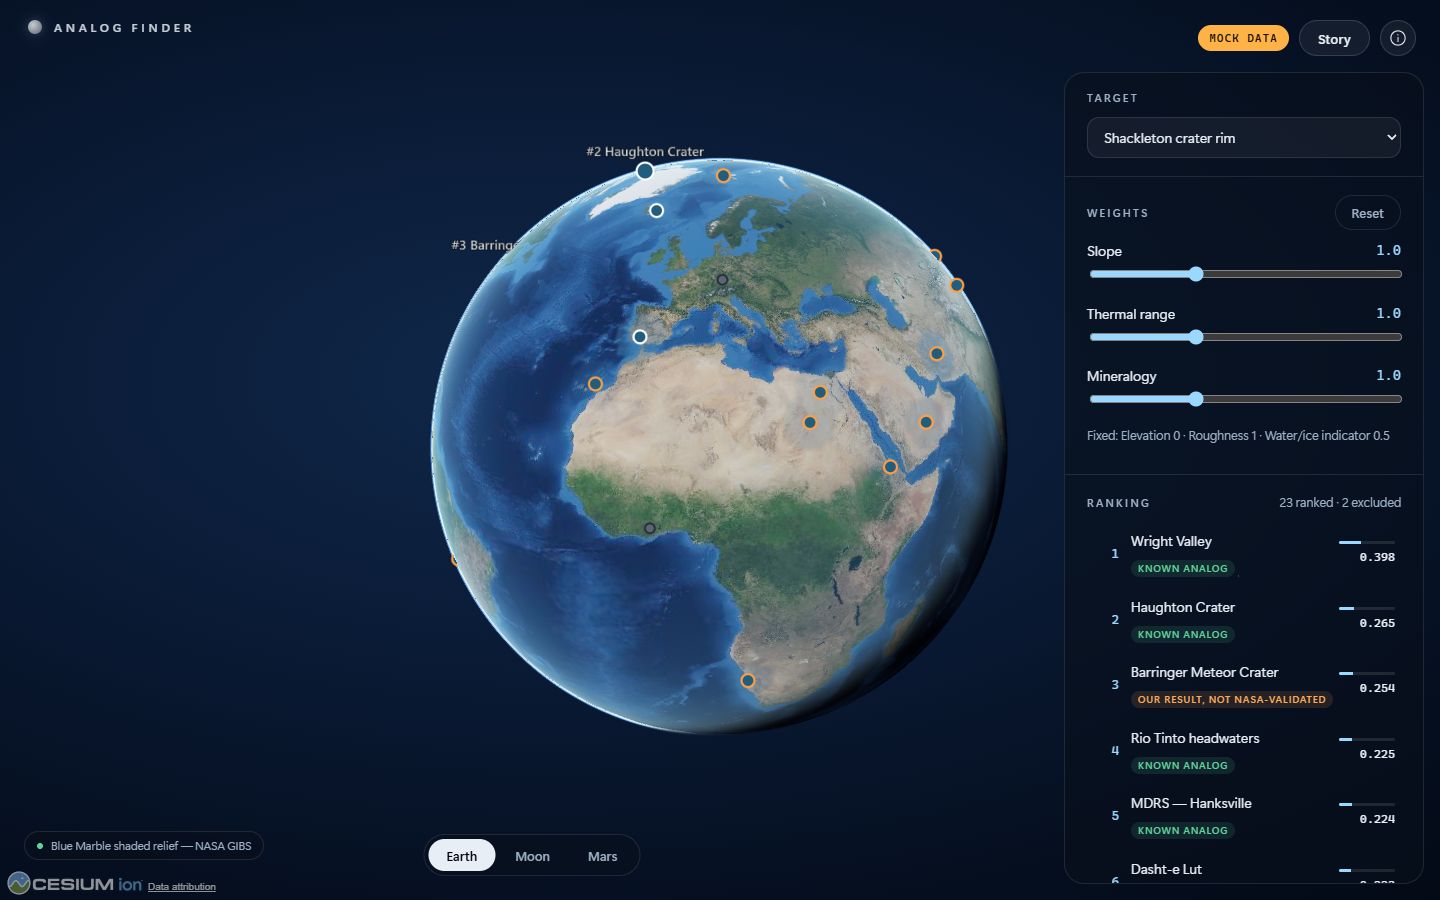 ANALOG FINDER
MOCK DATA
Story
TARGET
Shackleton crater rim
WEIGHTS
Reset
Slope
1.0
Thermal range
1.0
Mineralogy
1.0
Fixed: Elevation 0 · Roughness 1 · Water/ice indicator 0.5
RANKING
23 ranked · 2 excluded
1
Wright Valley
0.398
KNOWN ANALOG
2
Haughton Crater
0.265
KNOWN ANALOG
3
Barringer Meteor Crater
0.254
OUR RESULT, NOT NASA-VALIDATED
4
Rio Tinto headwaters
0.225
KNOWN ANALOG
5
MDRS — Hanksville
0.224
KNOWN ANALOG
6
Dasht-e Lut
#2 Haughton Crater
#3 Barringe
Blue Marble shaded relief — NASA GIBS
Earth
Moon
Mars
CESIUM ion
Data attribution